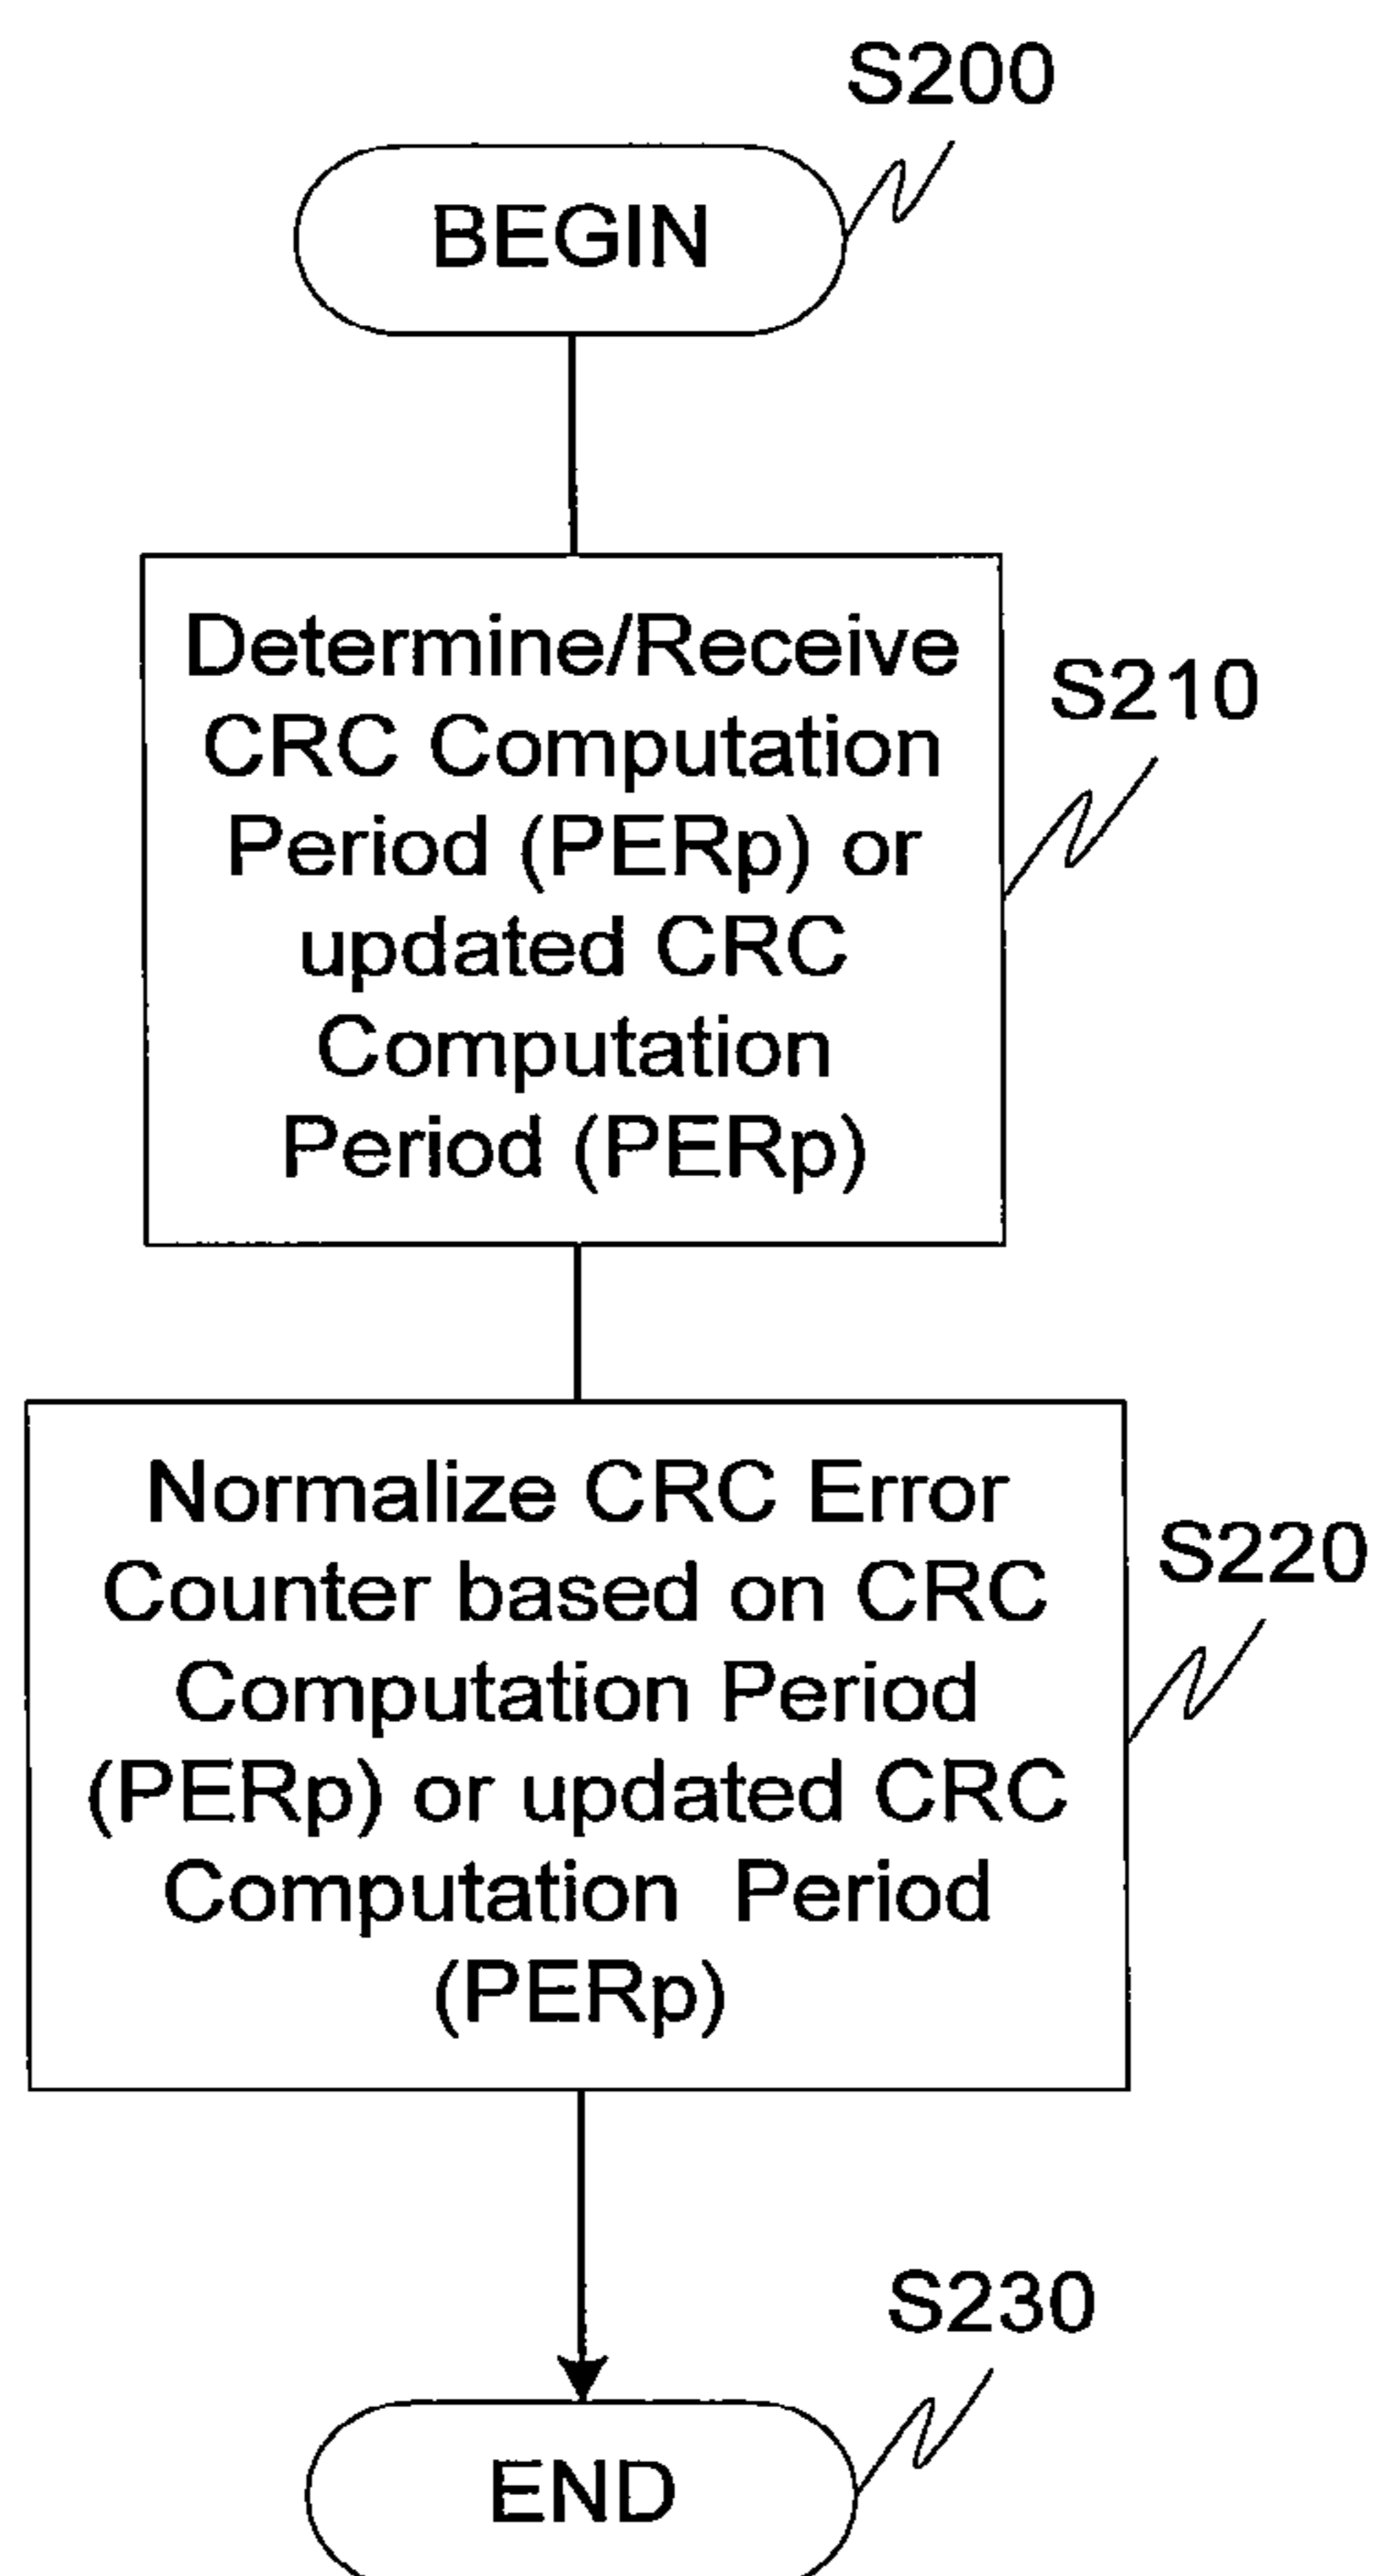 S200
BEGIN
Determine/Receive
CRC Computation
Period (PERp) or
updated CRC
Computation
Period (PERp)
S210
Normalize CRC Error
Counter based on CRC
Computation Period
(PERp) or updated CRC
Computation Period
(PERp)
S220
S230
END